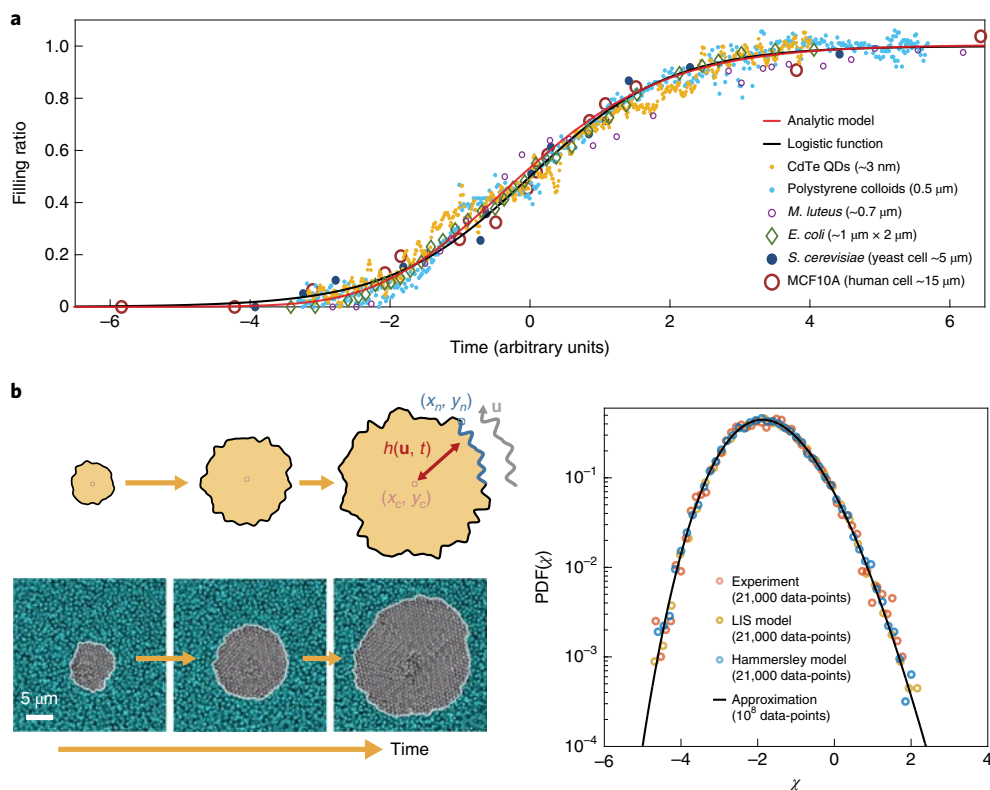 a
1.0
0.8
0.6
0.4
0.2
0
Filling ratio
−6
−4
−2
0
2
4
6
Time (arbitrary units)
Analytic model
Logistic function
CdTe QDs (~3 nm)
Polystyrene colloids (0.5 μm)
M. luteus (~0.7 μm)
E. coli (~1 μm × 2 μm)
S. cerevisiae (yeast cell ~5 μm)
MCF10A (human cell ~15 μm)
b
(xn, yn)
u
h(u, t)
(xc, yc)
5 μm
Time
10−1
10−2
10−3
10−4
PDF(χ)
Experiment
(21,000 data-points)
LIS model
(21,000 data-points)
Hammersley model
(21,000 data-points)
Approximation
(108 data-points)
−6
−4
−2
0
2
4
χ